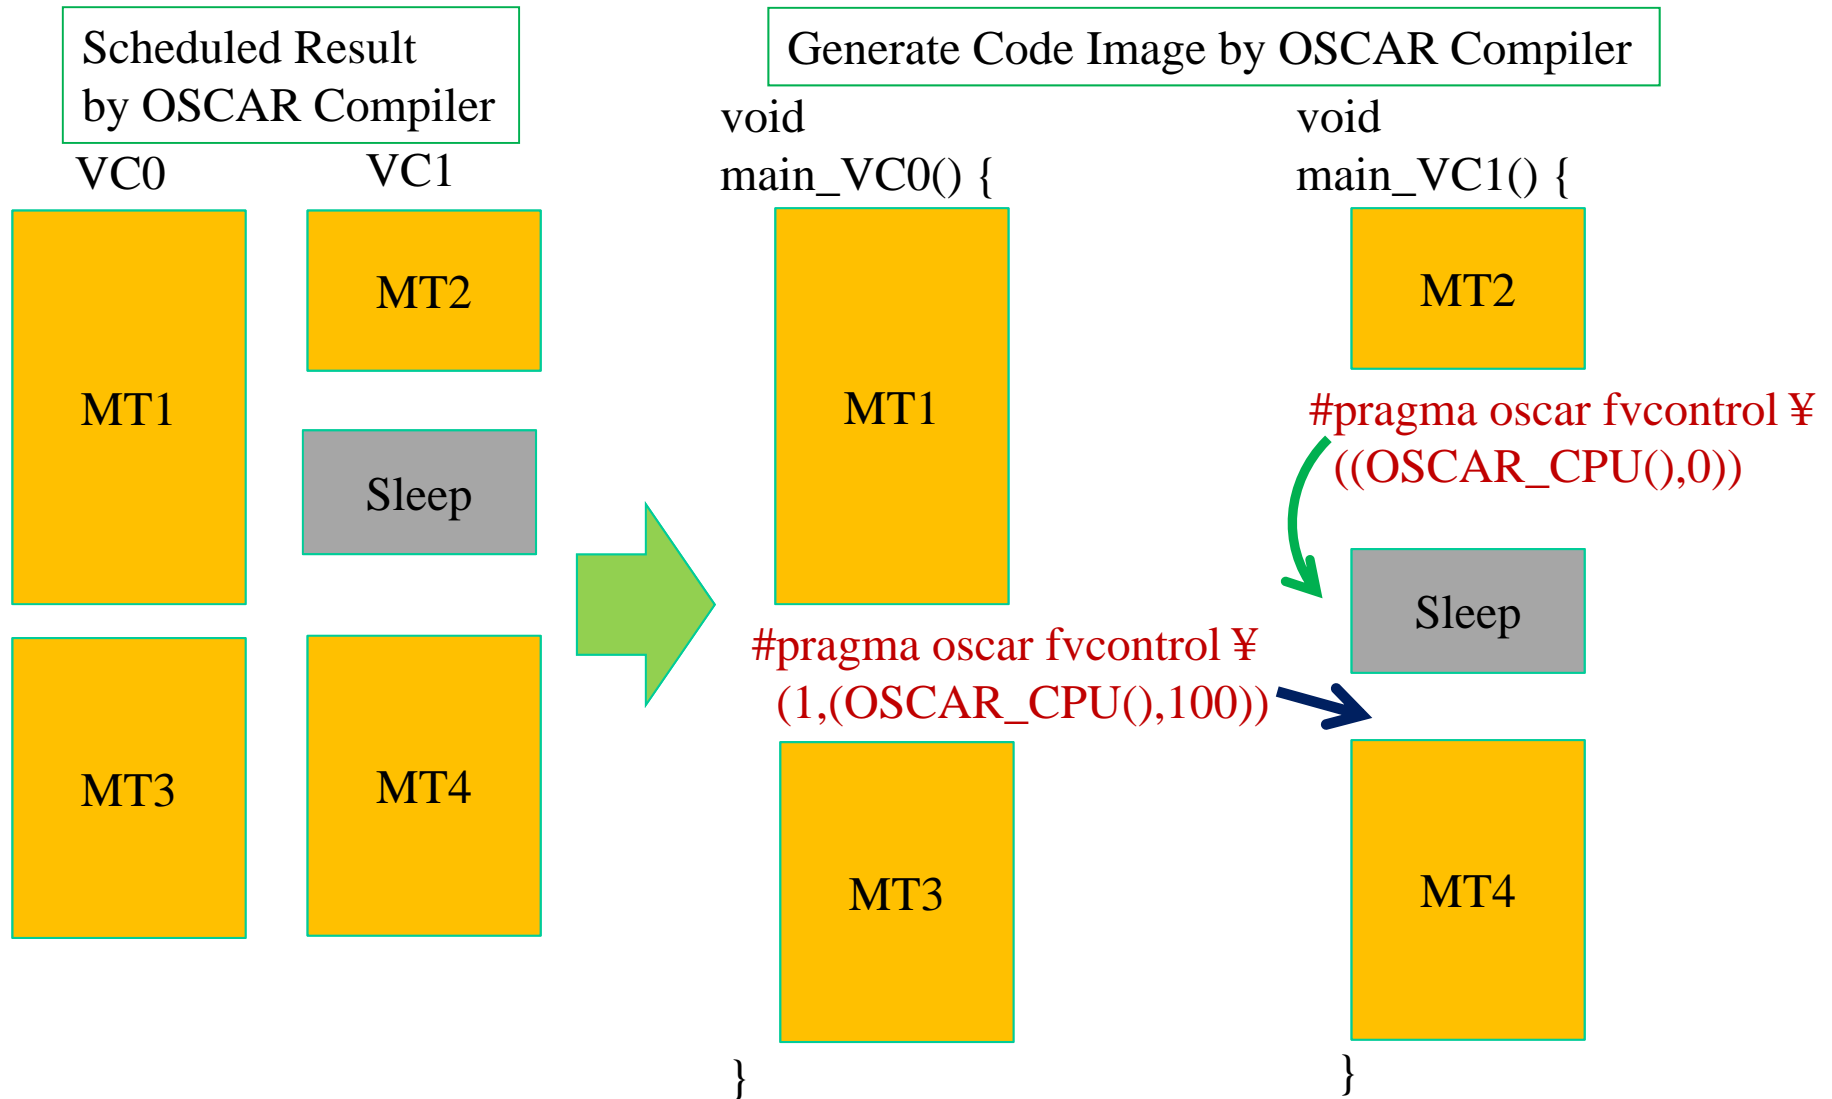 Scheduled Result
by OSCAR Compiler
VC0
VC1
MT1
MT2
Sleep
MT3
MT4
Generate Code Image by OSCAR Compiler
void
main_VC0() {
MT1
#pragma oscar fvcontrol ¥
(1,(OSCAR_CPU(),100))
MT3
}
void
main_VC1() {
MT2
#pragma oscar fvcontrol ¥
((OSCAR_CPU(),0))
Sleep
MT4
}